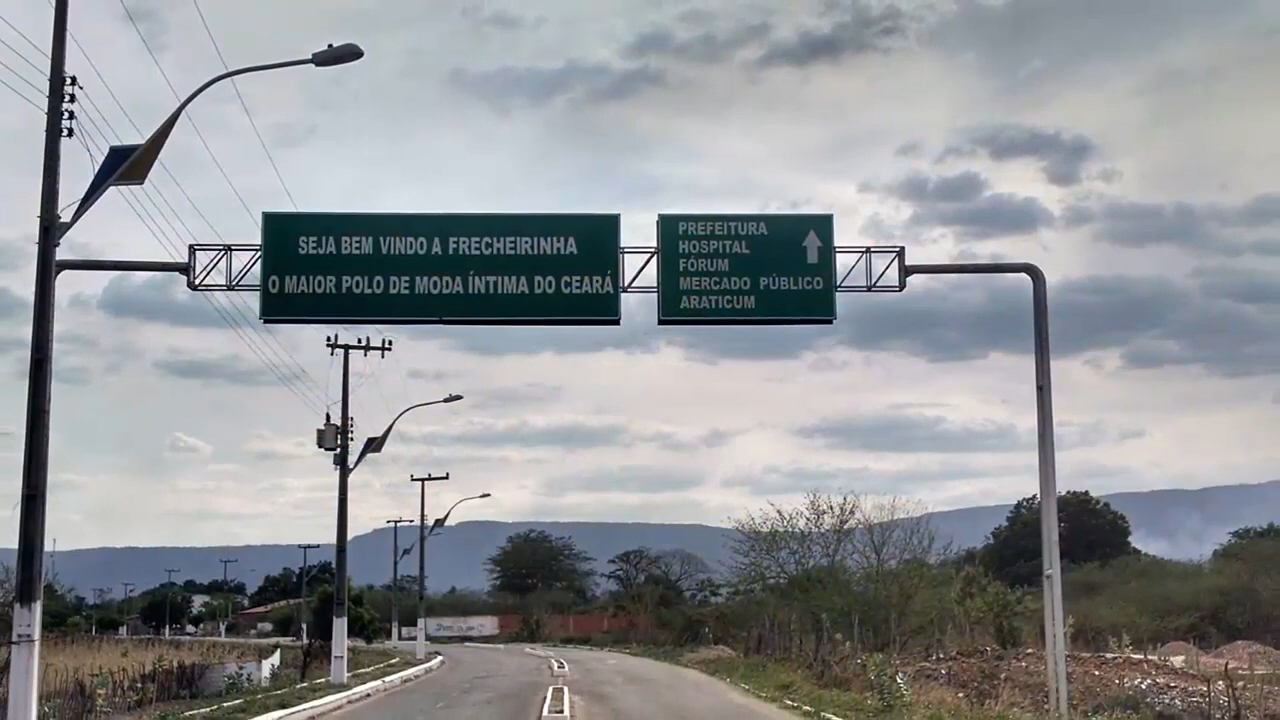 SEJA BEM VINDO A FRECHEIRINHA
O MAIOR POLO DE MODA ÍNTIMA DO CEARÁ
PREFEITURA
HOSPITAL
FÓRUM
MERCADO PÚBLICO
ARATICUM